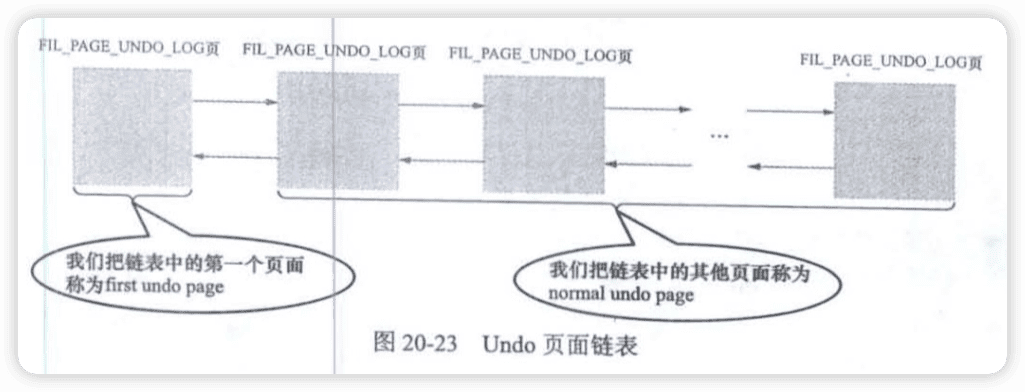 FIL_PAGE_UNDO_LOG页
FIL_PAGE_UNDO_LOG页
FIL_PAGE_UNDO_LOG页
FIL_PAGE_UNDO_LOG页
...
我们把链表中的第一个页面
称为first undo page
我们把链表中的其他页面称为
normal undo page
图 20-23 Undo 页面链表